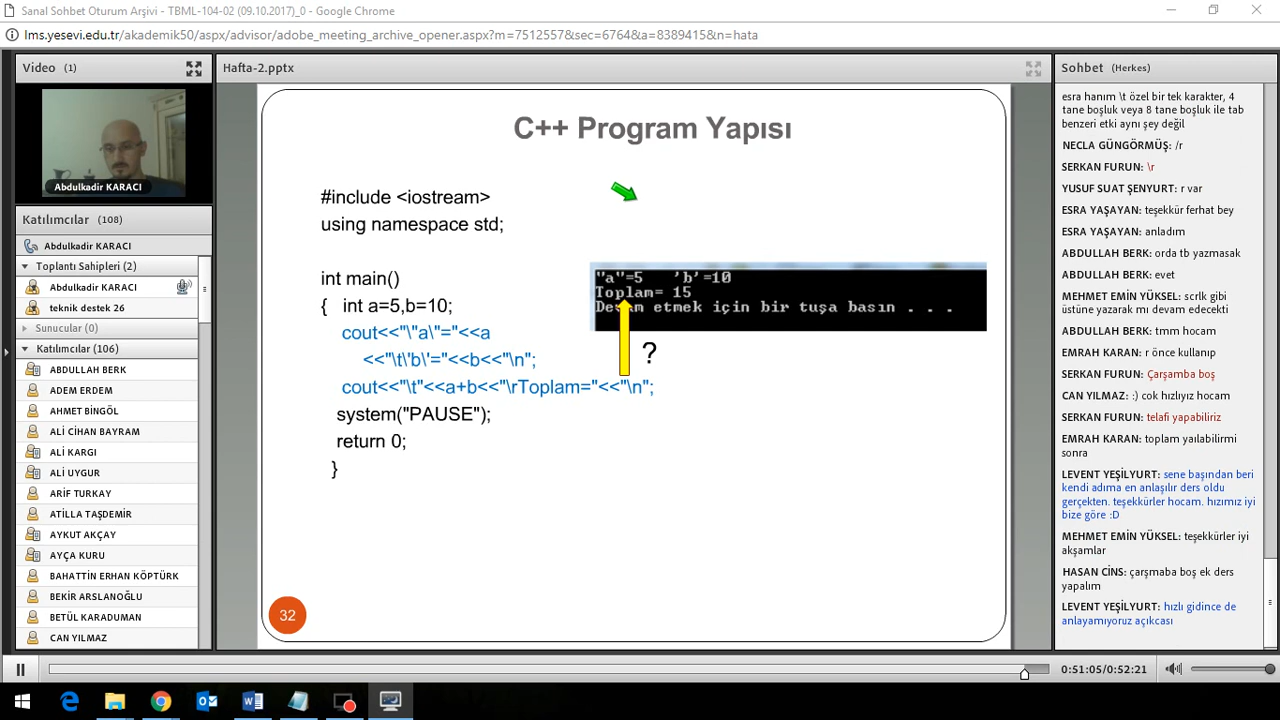 Sanal Sohbet Oturum Arşivi - TBML-104-02 (09.10.2017)_0 - Google Chrome
lms.yesevi.edu.tr/akademik50/aspx/advisor/adobe_meeting_archive_opener.aspx?m=7512557&sec=6764&a=8389415&n=hata
Video (1)
Abdulkadir KARACI
Katılımcılar (108)
Abdulkadir KARACI
Toplantı Sahipleri (2)
Abdulkadir KARACI
teknik destek 26
Sunucular (0)
Katılımcılar (106)
ABDULLAH BERK
ADEM ERDEM
AHMET BİNGÖL
ALİ CİHAN BAYRAM
ALİ KARGI
ALİ UYGUR
ARİF TURKAY
ATİLLA TAŞDEMİR
AYKUT AKÇAY
AYÇA KURU
BAHATTİN ERHAN KÖPTÜRK
BEKİR ARSLANOĞLU
BETÜL KARADUMAN
CAN YILMAZ
Hafta-2.pptx
C++ Program Yapısı
#include <iostream>
using namespace std;
int main()
{ int a=5,b=10;
cout<<"\"a\"="<<a
<<"\t\'b\'="<<b<<"\n";
cout<<"\t"<<a+b<<"\rToplam="<<"\n";
system("PAUSE");
return 0;
}
"a"=5 'b'=10
Toplam= 15
Devam etmek için bir tuşa basın . . .
?
32
Sohbet (Herkes)
esra hanım \t özel bir tek karakter, 4
tane boşluk veya 8 tane boşluk ile tab
benzeri etki aynı şey değil
NECLA GÜNGÖRMÜŞ: /r
SERKAN FURUN: \r
YUSUF SUAT ŞENYURT: r var
ESRA YAŞAYAN: teşekkür ferhat bey
ESRA YAŞAYAN: anladım
ABDULLAH BERK: orda tb yazmasak
ABDULLAH BERK: evet
MEHMET EMİN YÜKSEL: scrlk gibi
üstüne yazarak mı devam edecekti
ABDULLAH BERK: tmm hocam
EMRAH KARAN: r önce kullanıp
SERKAN FURUN: Çarşamba boş
CAN YILMAZ: :) cok hızlıyız hocam
SERKAN FURUN: telafi yapabiliriz
EMRAH KARAN: toplam yaılabilirmi
sonra
LEVENT YEŞİLYURT: sene başından beri
kendi adıma en anlaşılır ders oldu
gerçekten. teşekkürler hocam. hızımız iyi
bize göre :D
MEHMET EMİN YÜKSEL: teşekkürler iyi
akşamlar
HASAN CİNS: çarşmaba boş ek ders
yapalım
LEVENT YEŞİLYURT: hızlı gidince de
anlayamıyoruz açıkcası
0:51:05/0:52:21